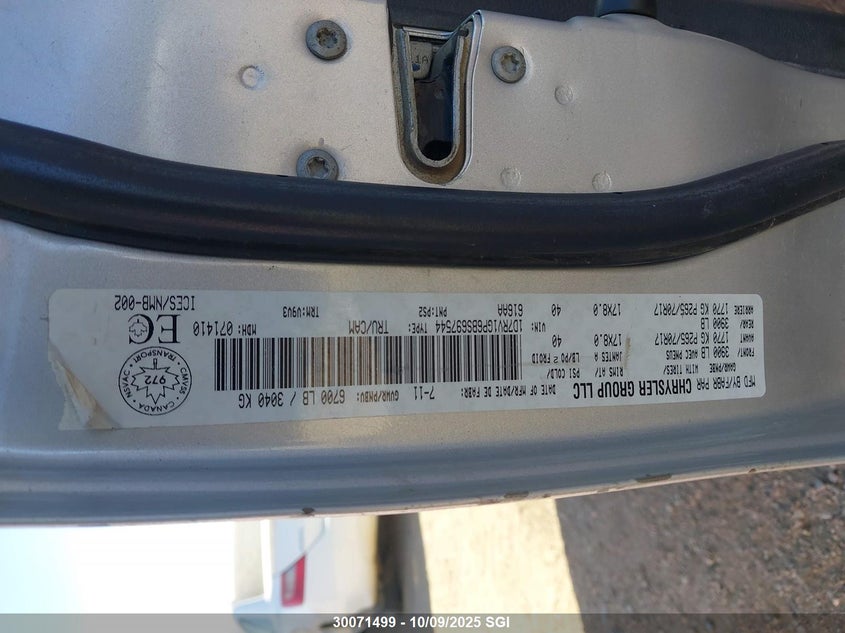 MFD BY/FABR PAR CHRYSLER GROUP LLC
DATE OF MFR/DATE DE FABR: 7-11
GVWR/PNBV: 6700 LB / 3040 KG
GAWR/PNBE WITH TIRES/ RIMS AT/ PSI COLD/
AVEC PNEUS JANTES A LB/PO² FROID
FRONT/ 3900 LB
AVANT 1770 KG P265/70R17 17X8.0 40
REAR/ 3900 LB
ARRIERE 1770 KG P265/70R17 17X8.0 40
VIN: 1D7RV1GP6BS697544 TYPE: TRU/CAM
616AA PNT: PS2 TRM: V9V3
MDH: 071410
EC
ICES/NMB-002
TRANSPORT
CMVSS NSVAC
972
CANADA
30071499 - 10/09/2025 SGI